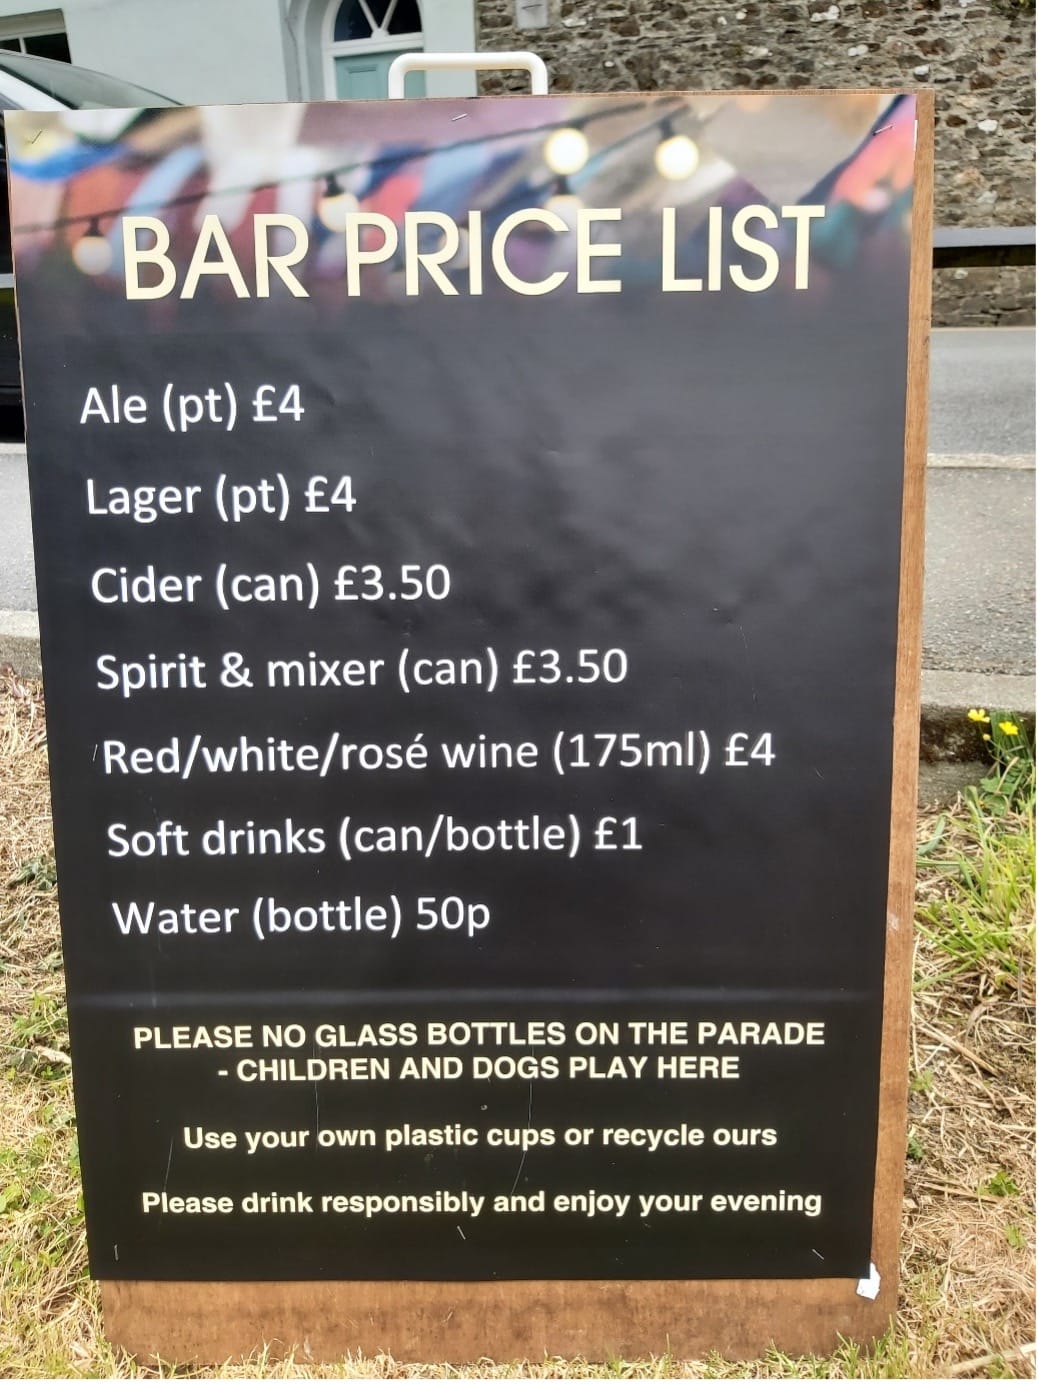 BAR PRICE LIST
Ale (pt) £4
Lager (pt) £4
Cider (can) £3.50
Spirit & mixer (can) £3.50
Red/white/rosé wine (175ml) £4
Soft drinks (can/bottle) £1
Water (bottle) 50p
PLEASE NO GLASS BOTTLES ON THE PARADE
- CHILDREN AND DOGS PLAY HERE
Use your own plastic cups or recycle ours
Please drink responsibly and enjoy your evening